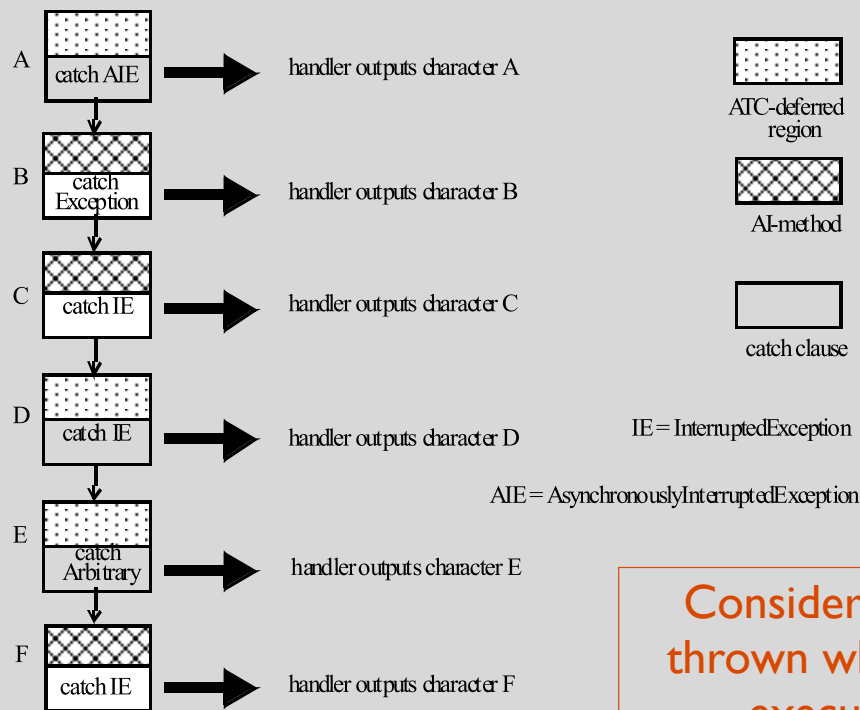 A
catch AIE
handler outputs character A
ATC-deferred
region
B
catch
Exception
handler outputs character B
AI-method
C
catch IE
handler outputs character C
catch clause
D
catch IE
handler outputs character D
IE = InterruptedException
AIE = AsynchronouslyInterruptedException
E
catch
Arbitrary
handler outputs character E
Consider
thrown
F
catch IE
handler outputs character F